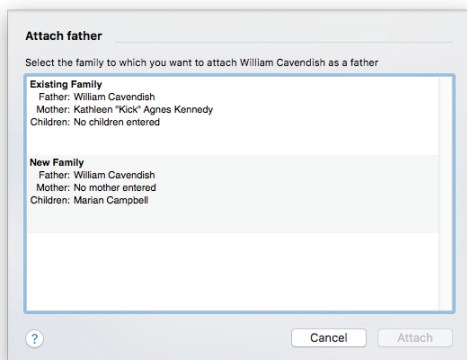 Attach father
Select the family to which you want to attach William Cavendish as a father
Existing Family
Father: William Cavendish
Mother: Kathleen "Kick" Agnes Kennedy
Children: No children entered
New Family
Father: William Cavendish
Mother: No mother entered
Children: Marian Campbell
?
Cancel
Attach